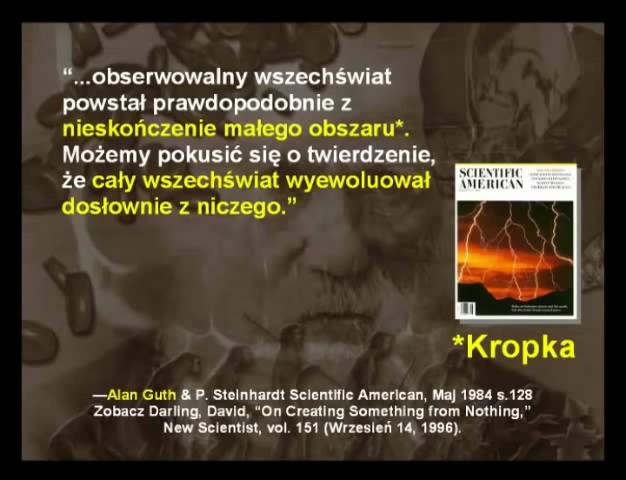 “...obserwowalny wszechświat
powstał prawdopodobnie z
nieskończenie małego obszaru*.
Możemy pokusić się o twierdzenie,
że cały wszechświat wyewoluował
dosłownie z niczego.”
SCIENTIFIC
AMERICAN
*Kropka
—Alan Guth & P. Steinhardt Scientific American, Maj 1984 s.128
Zobacz Darling, David, “On Creating Something from Nothing,”
New Scientist, vol. 151 (Wrzesień 14, 1996).